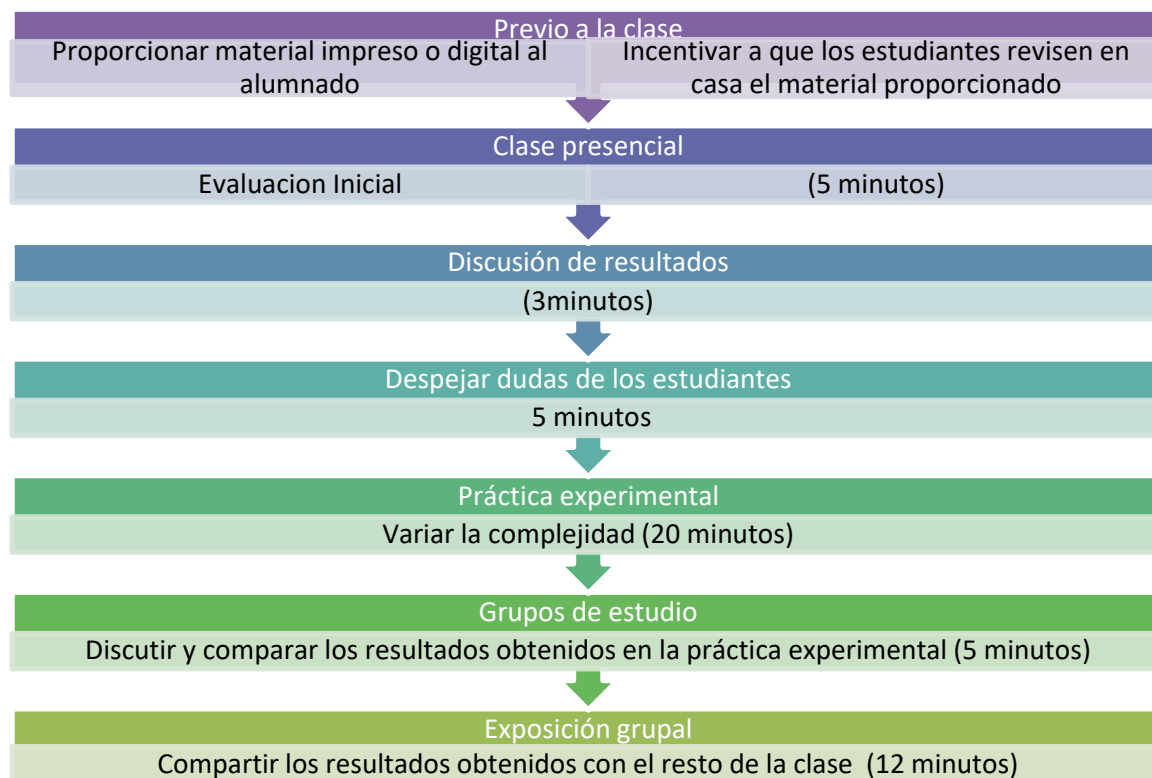 Previo a la clase
Proporcionar material impreso o digital al
alumnado
Incentivar a que los estudiantes revisen en
casa el material proporcionado
Clase presencial
Evaluacion Inicial
(5 minutos)
Discusión de resultados
(3minutos)
Despejar dudas de los estudiantes
5 minutos
Práctica experimental
Variar la complejidad (20 minutos)
Grupos de estudio
Discutir y comparar los resultados obtenidos en la práctica experimental (5 minutos)
Exposición grupal
Compartir los resultados obtenidos con el resto de la clase (12 minutos)